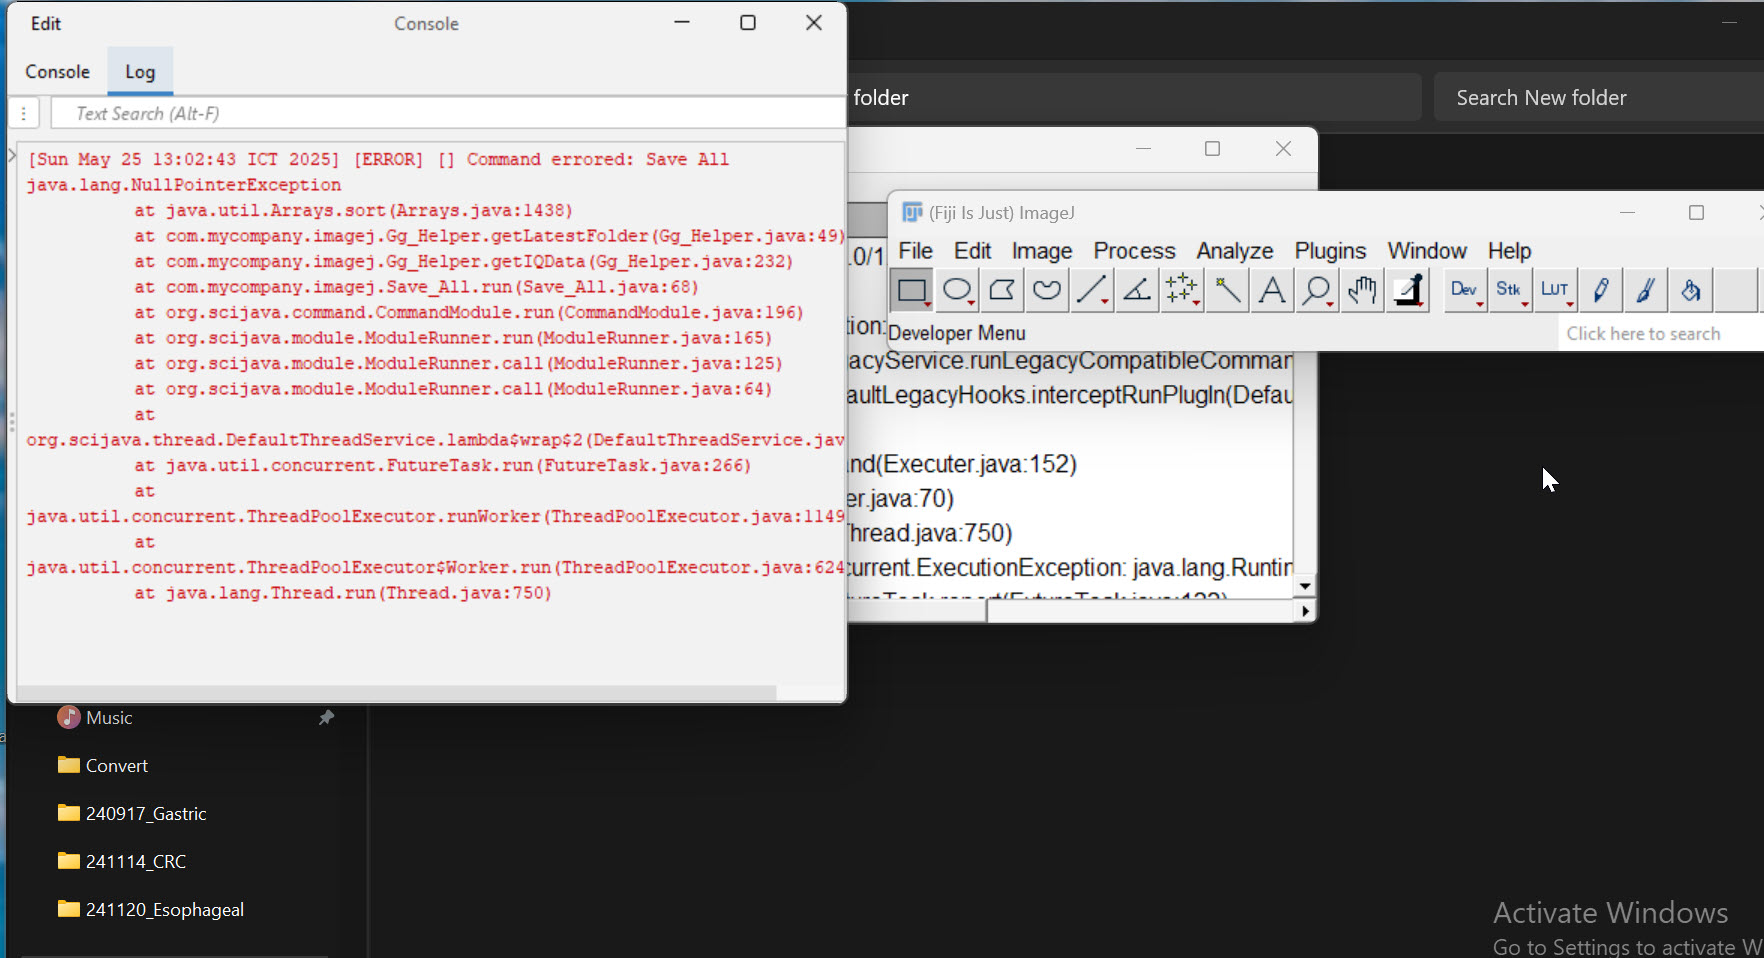 Edit
Console
Console
Log
Text Search (Alt-F)
[Sun May 25 13:02:43 ICT 2025] [ERROR] [] Command errored: Save All
java.lang.NullPointerException
at java.util.Arrays.sort(Arrays.java:1438)
at com.mycompany.imagej.Gg_Helper.getLatestFolder(Gg_Helper.java:49)
at com.mycompany.imagej.Gg_Helper.getIQData(Gg_Helper.java:232)
at com.mycompany.imagej.Save_All.run(Save_All.java:68)
at org.scijava.command.CommandModule.run(CommandModule.java:196)
at org.scijava.module.ModuleRunner.run(ModuleRunner.java:165)
at org.scijava.module.ModuleRunner.call(ModuleRunner.java:125)
at org.scijava.module.ModuleRunner.call(ModuleRunner.java:64)
at
org.scijava.thread.DefaultThreadService.lambda$wrap$2(DefaultThreadService.jav
at java.util.concurrent.FutureTask.run(FutureTask.java:266)
at
java.util.concurrent.ThreadPoolExecutor.runWorker(ThreadPoolExecutor.java:1149
at
java.util.concurrent.ThreadPoolExecutor$Worker.run(ThreadPoolExecutor.java:624
at java.lang.Thread.run(Thread.java:750)
folder
Search New folder
(Fiji Is Just) ImageJ
File Edit Image Process Analyze Plugins Window Help
Dev Stk LUT
Developer Menu
Click here to search
.0/1
tion:
acyService.runLegacyCompatibleComman
aultLegacyHooks.interceptRunPlugIn(Defau
nd(Executer.java:152)
er.java:70)
hread.java:750)
current.ExecutionException: java.lang.Runtin
Music
Convert
240917_Gastric
241114_CRC
241120_Esophageal
Activate Windows
Go to Settings to activate W